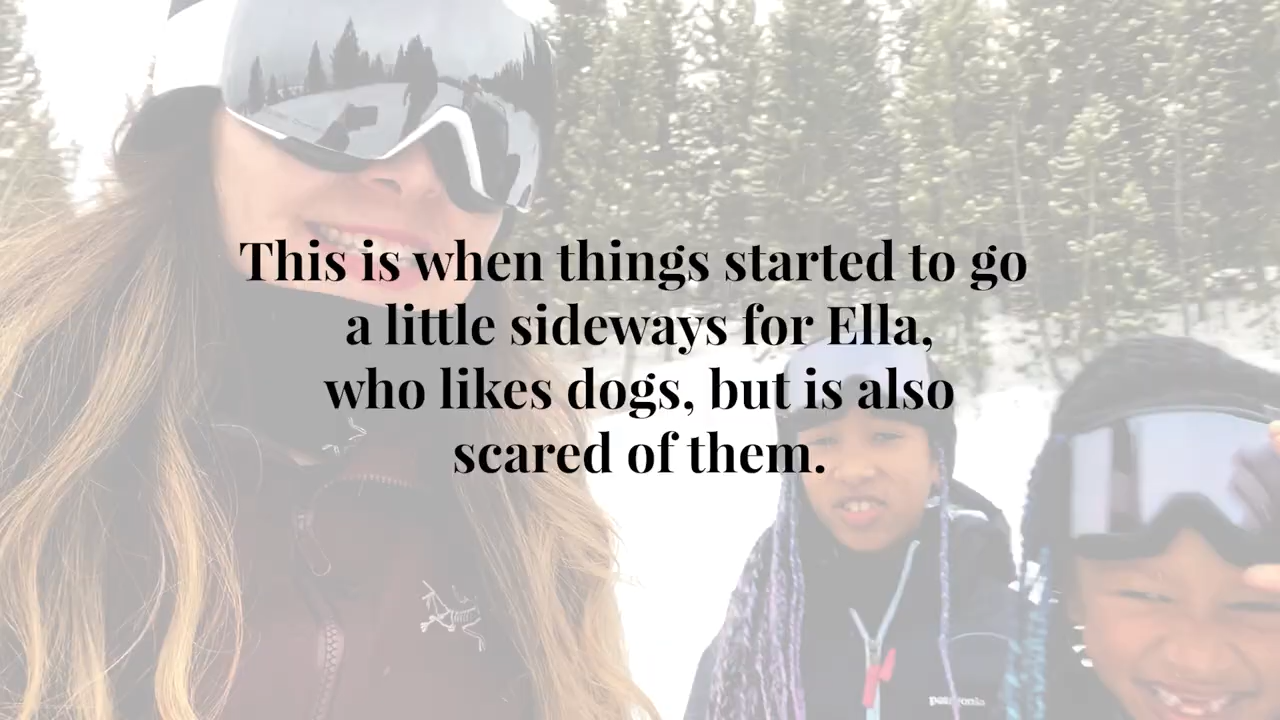 This is when things started to go
a little sideways for Ella,
who likes dogs, but is also
scared of them.
patagonia